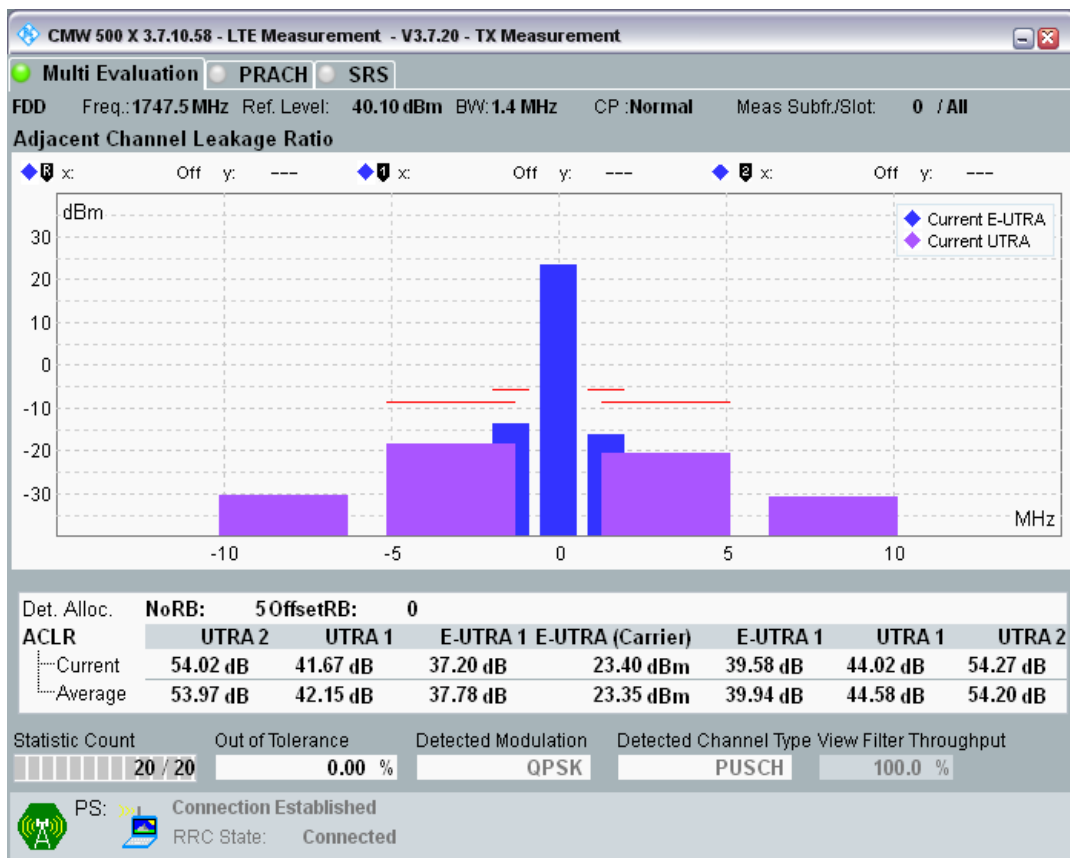 CMW 500 X 3.7.10.58 - LTE Measurement - V3.7.20 - TX Measurement
Multi Evaluation PRACH SRS
FDD Freq.: 1747.5 MHz Ref. Level: 40.10 dBm BW: 1.4 MHz CP :Normal Meas Subfr./Slot: 0 / All
Adjacent Channel Leakage Ratio
R x: Off y: --- 1 x: Off y: --- 2 x: Off y: ---
dBm
Current E-UTRA
Current UTRA
30
20
10
0
-10
-20
-30
MHz
-10 -5 0 5 10
Det. Alloc. NoRB: 5 OffsetRB: 0
ACLR UTRA 2 UTRA 1 E-UTRA 1 E-UTRA (Carrier) E-UTRA 1 UTRA 1 UTRA 2
Current 54.02 dB 41.67 dB 37.20 dB 23.40 dBm 39.58 dB 44.02 dB 54.27 dB
Average 53.97 dB 42.15 dB 37.78 dB 23.35 dBm 39.94 dB 44.58 dB 54.20 dB
Statistic Count Out of Tolerance Detected Modulation Detected Channel Type View Filter Throughput
20 / 20 0.00 % QPSK PUSCH 100.0 %
PS: Connection Established
RRC State: Connected